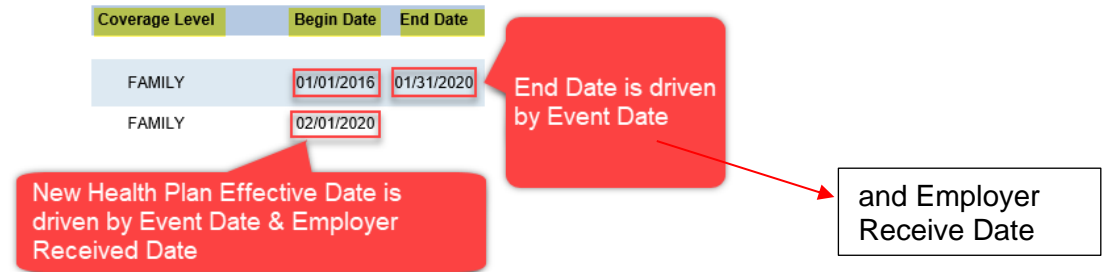 Coverage Level Begin Date End Date
FAMILY 01/01/2016 01/31/2020
FAMILY 02/01/2020
End Date is driven
by Event Date
New Health Plan Effective Date is
driven by Event Date & Employer
Received Date
and Employer
Receive Date